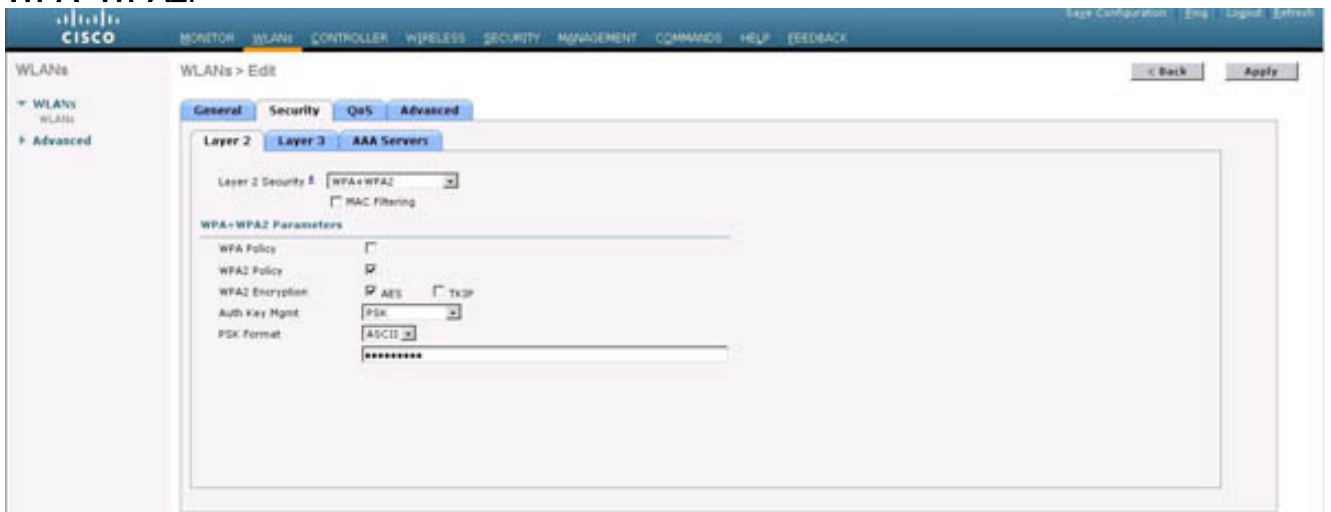 WPA+WPA2.
Save Configuration Ping Logout Refresh
CISCO
MONITOR WLANs CONTROLLER WIRELESS SECURITY MANAGEMENT COMMANDS HELP FEEDBACK
WLANs
WLANs > Edit
< Back Apply
WLANs
WLANs
Advanced
General Security QoS Advanced
Layer 2 Layer 3 AAA Servers
Layer 2 Security WPA+WPA2
MAC Filtering
WPA+WPA2 Parameters
WPA Policy
WPA2 Policy
WPA2 Encryption AES TKIP
Auth Key Mgmt PSK
PSK Format ASCII
•••••••••